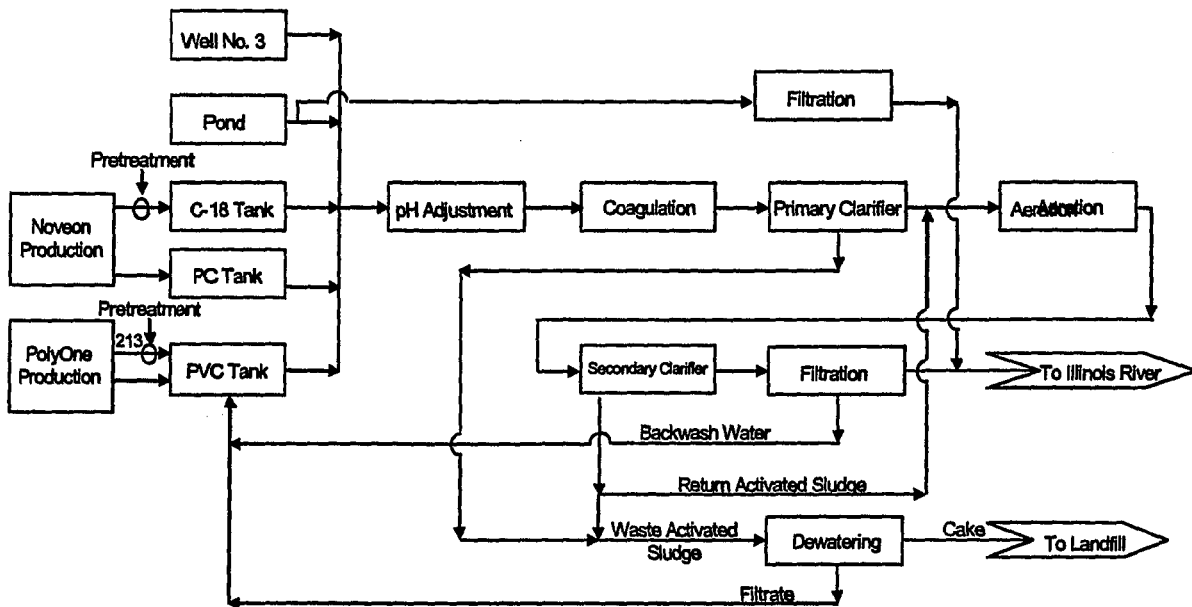 Well No. 3
Pond
Filtration
Pretreatment
Noveon
Production
C-18 Tank
pH Adjustment
Coagulation
Primary Clarifier
Aeration
PC Tank
Pretreatment
213
PolyOne
Production
PVC Tank
Secondary Clarifier
Filtration
To Illinois River
Backwash Water
Return Activated Sludge
Waste Activated
Sludge
Dewatering
Cake
To Landfill
Filtrate